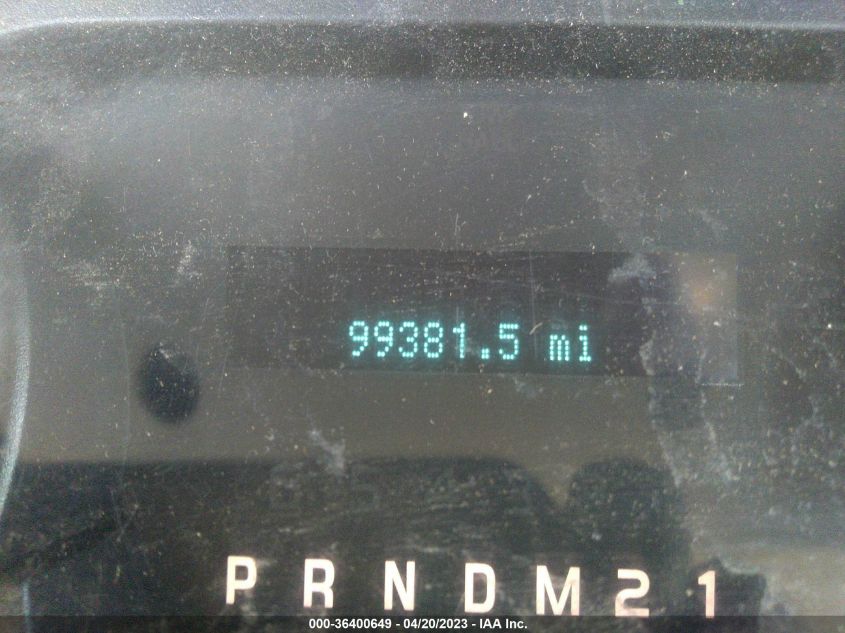 99381.5 mi
P R N D M 2 1
000-36400649 - 04/20/2023 - IAA Inc.